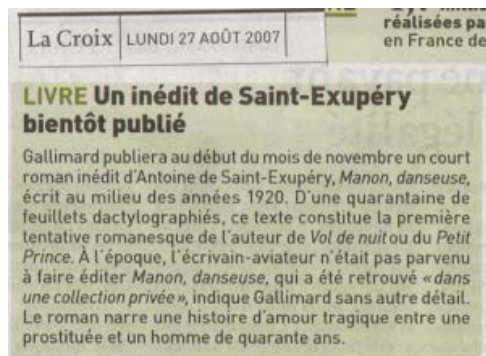 réalisées pa
en France de
La Croix LUNDI 27 AOÛT 2007
LIVRE Un inédit de Saint-Exupéry
bientôt publié
Gallimard publiera au début du mois de novembre un court
roman inédit d'Antoine de Saint-Exupéry, Manon, danseuse,
écrit au milieu des années 1920. D'une quarantaine de
feuillets dactylographiés, ce texte constitue la première
tentative romanesque de l'auteur de Vol de nuit ou du Petit
Prince. À l'époque, l'écrivain-aviateur n'était pas parvenu
à faire éditer Manon, danseuse, qui a été retrouvé «dans
une collection privée», indique Gallimard sans autre détail.
Le roman narre une histoire d'amour tragique entre une
prostituée et un homme de quarante ans.